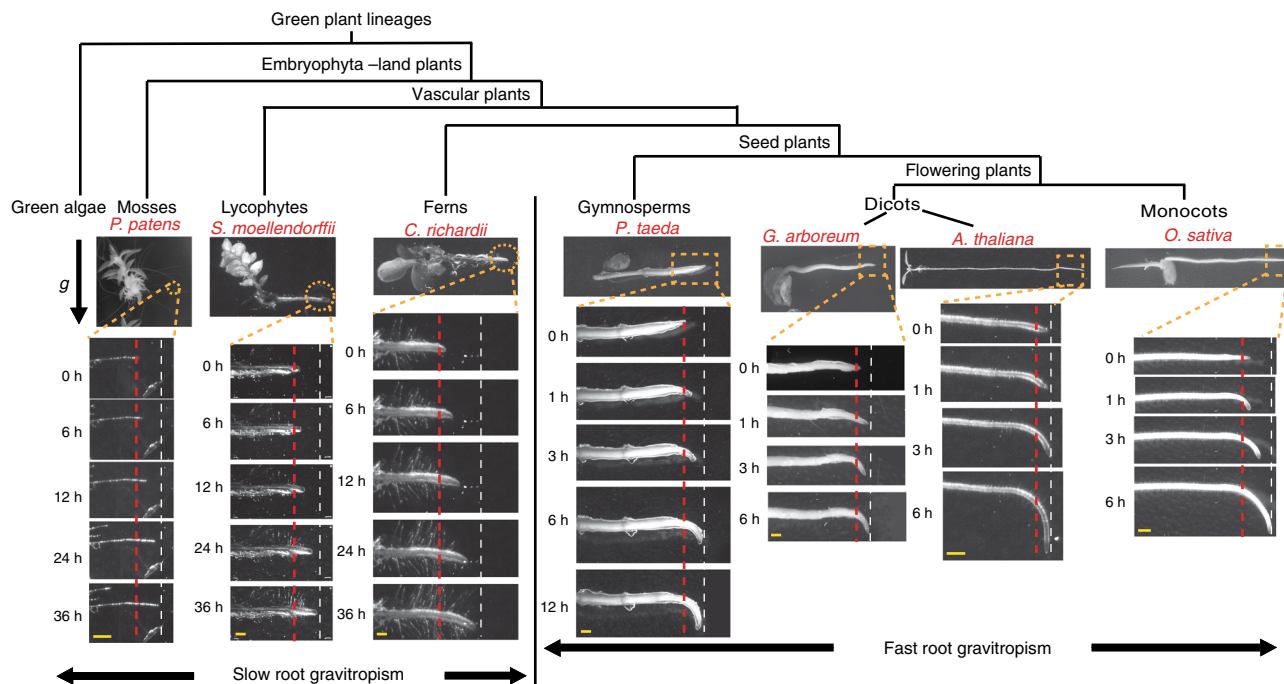 Green plant lineages
Embryophyta –land plants
Vascular plants
Seed plants
Flowering plants
Green algae
Mosses
Lycophytes
Ferns
Gymnosperms
Dicots
Monocots
P. patens
S. moellendorffii
C. richardii
P. taeda
G. arboreum
A. thaliana
O. sativa
g
0 h
6 h
12 h
24 h
36 h
0 h
6 h
12 h
24 h
36 h
0 h
6 h
12 h
24 h
36 h
0 h
1 h
3 h
6 h
12 h
0 h
1 h
3 h
6 h
0 h
1 h
3 h
6 h
0 h
1 h
3 h
6 h
Slow root gravitropism
Fast root gravitropism